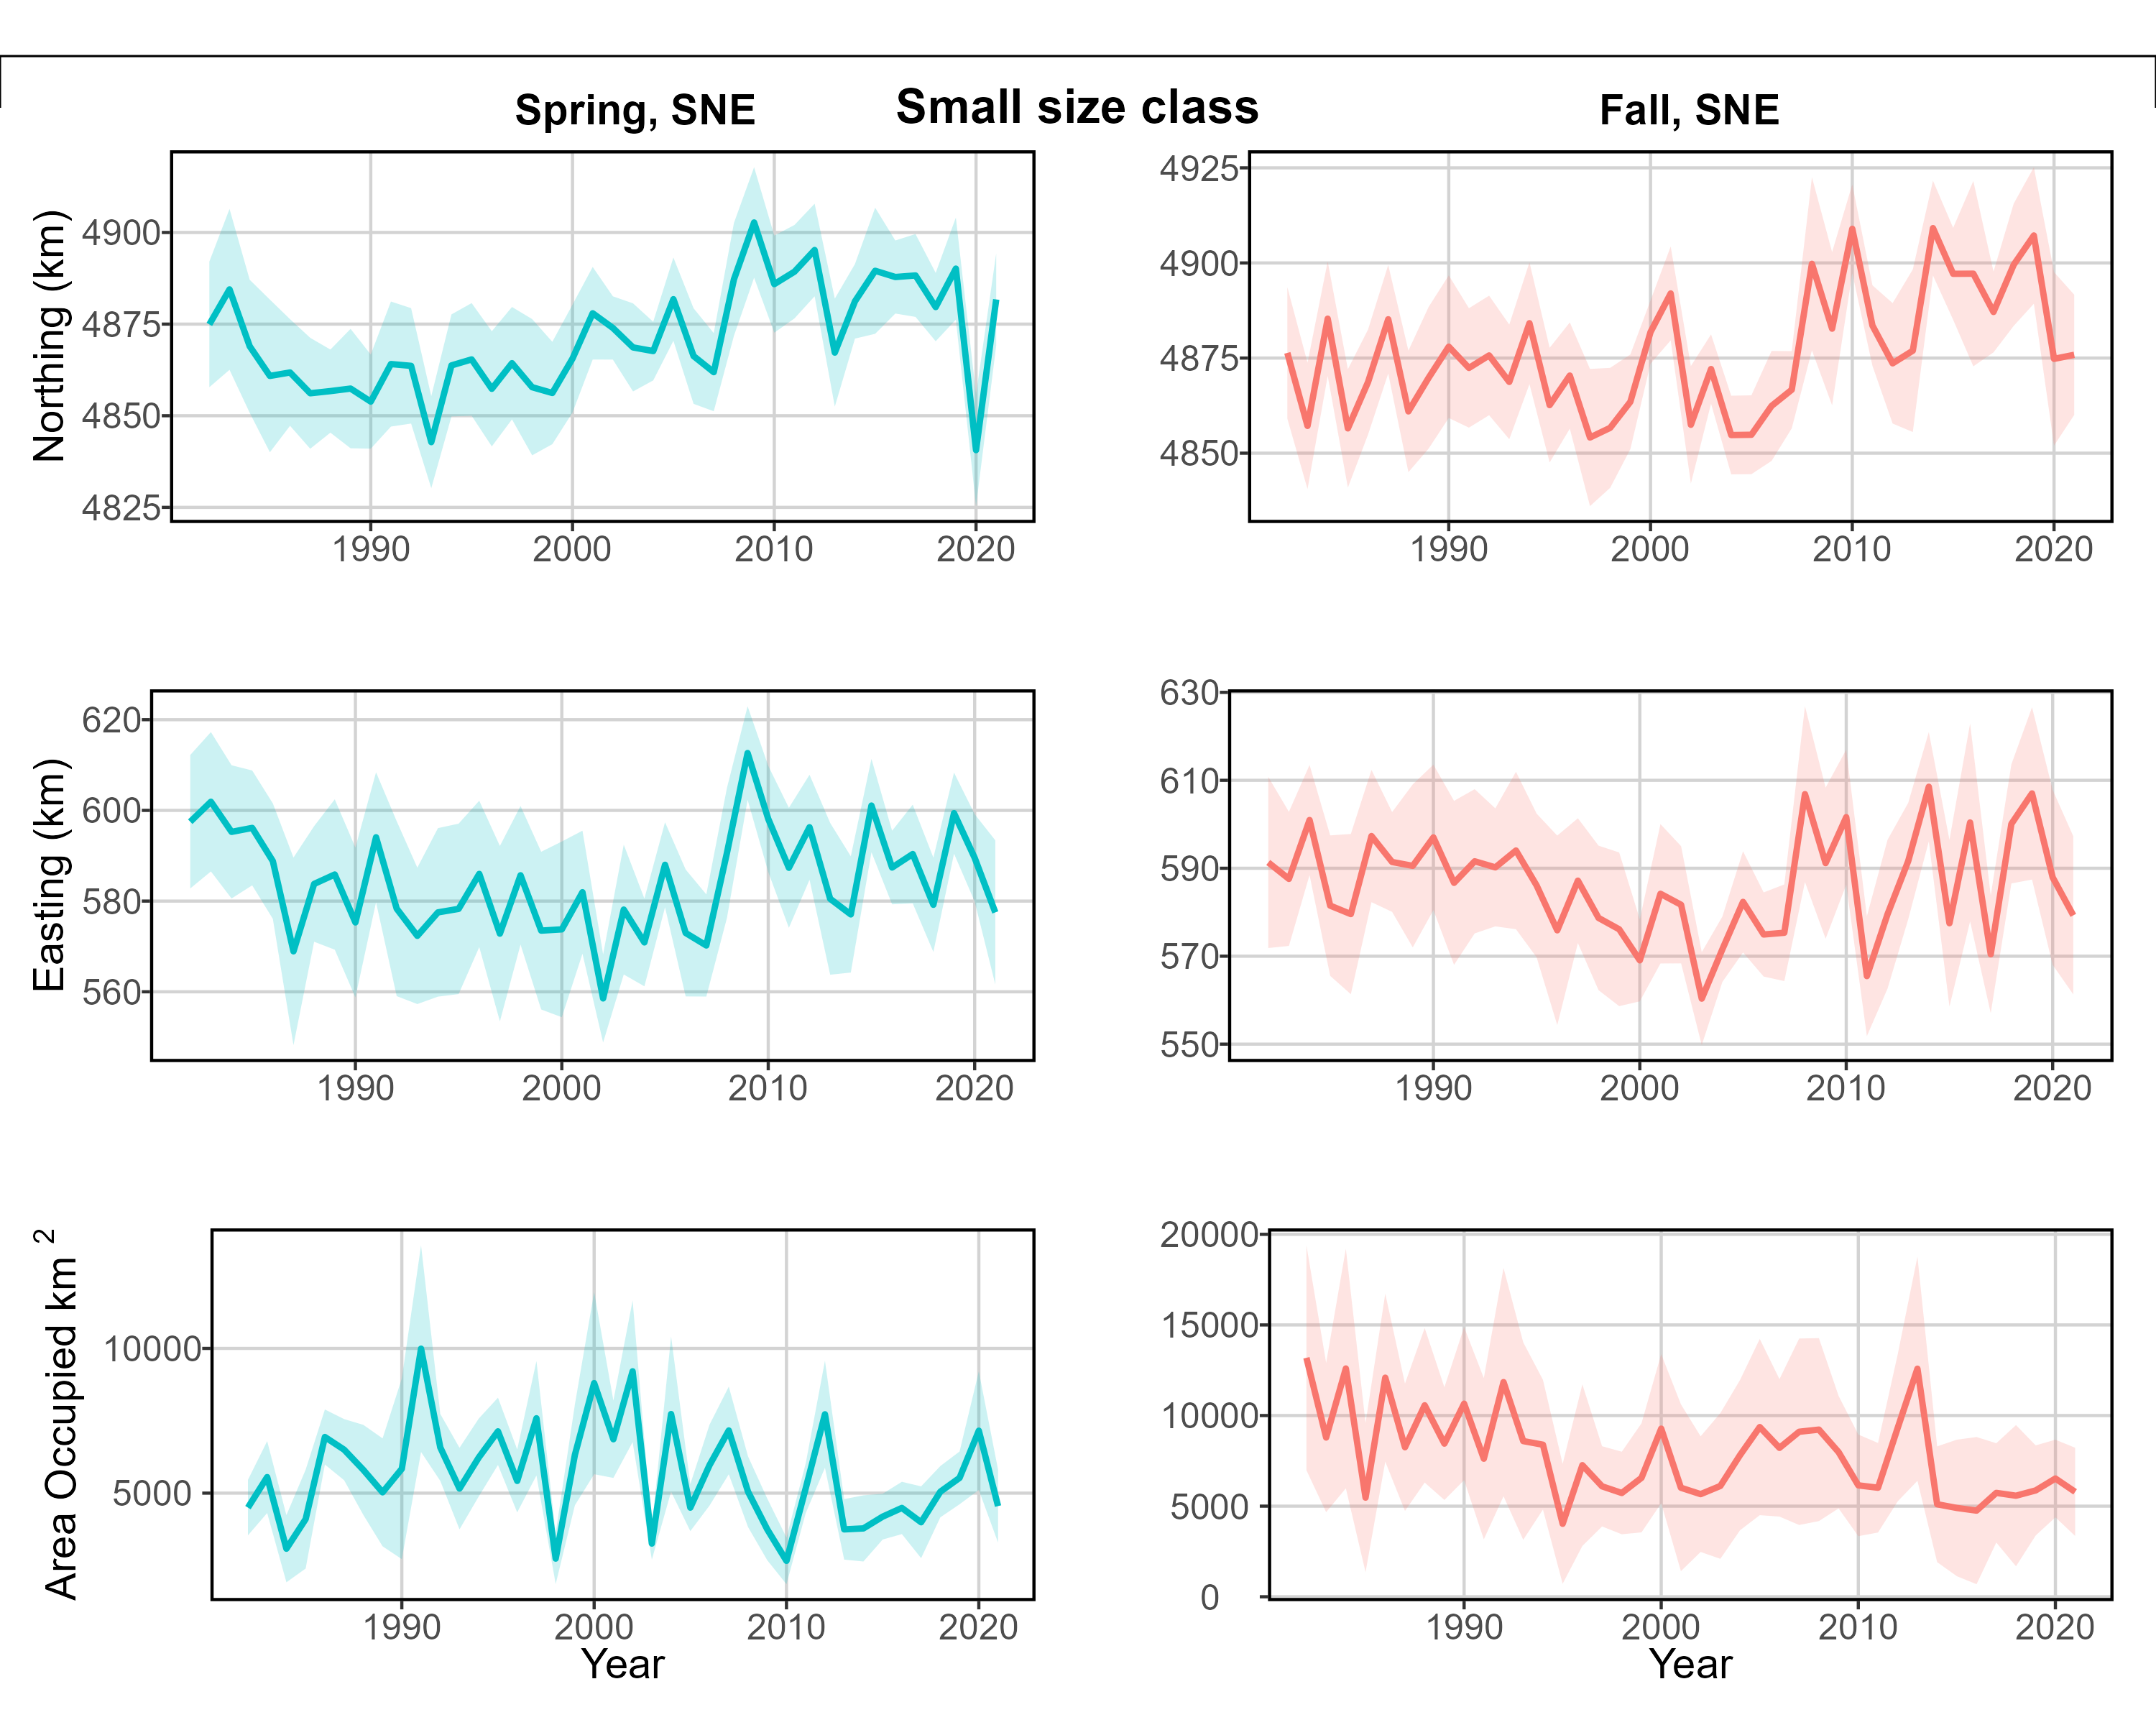 Small size class
Spring, SNE
Fall, SNE
Northing (km)
4900
4875
4850
4825
1990 2000 2010 2020
4925
4900
4875
4850
1990 2000 2010 2020
Easting (km)
620
600
580
560
1990 2000 2010 2020
630
610
590
570
550
1990 2000 2010 2020
Area Occupied km 2
10000
5000
1990 2000 2010 2020
Year
20000
15000
10000
5000
0
1990 2000 2010 2020
Year